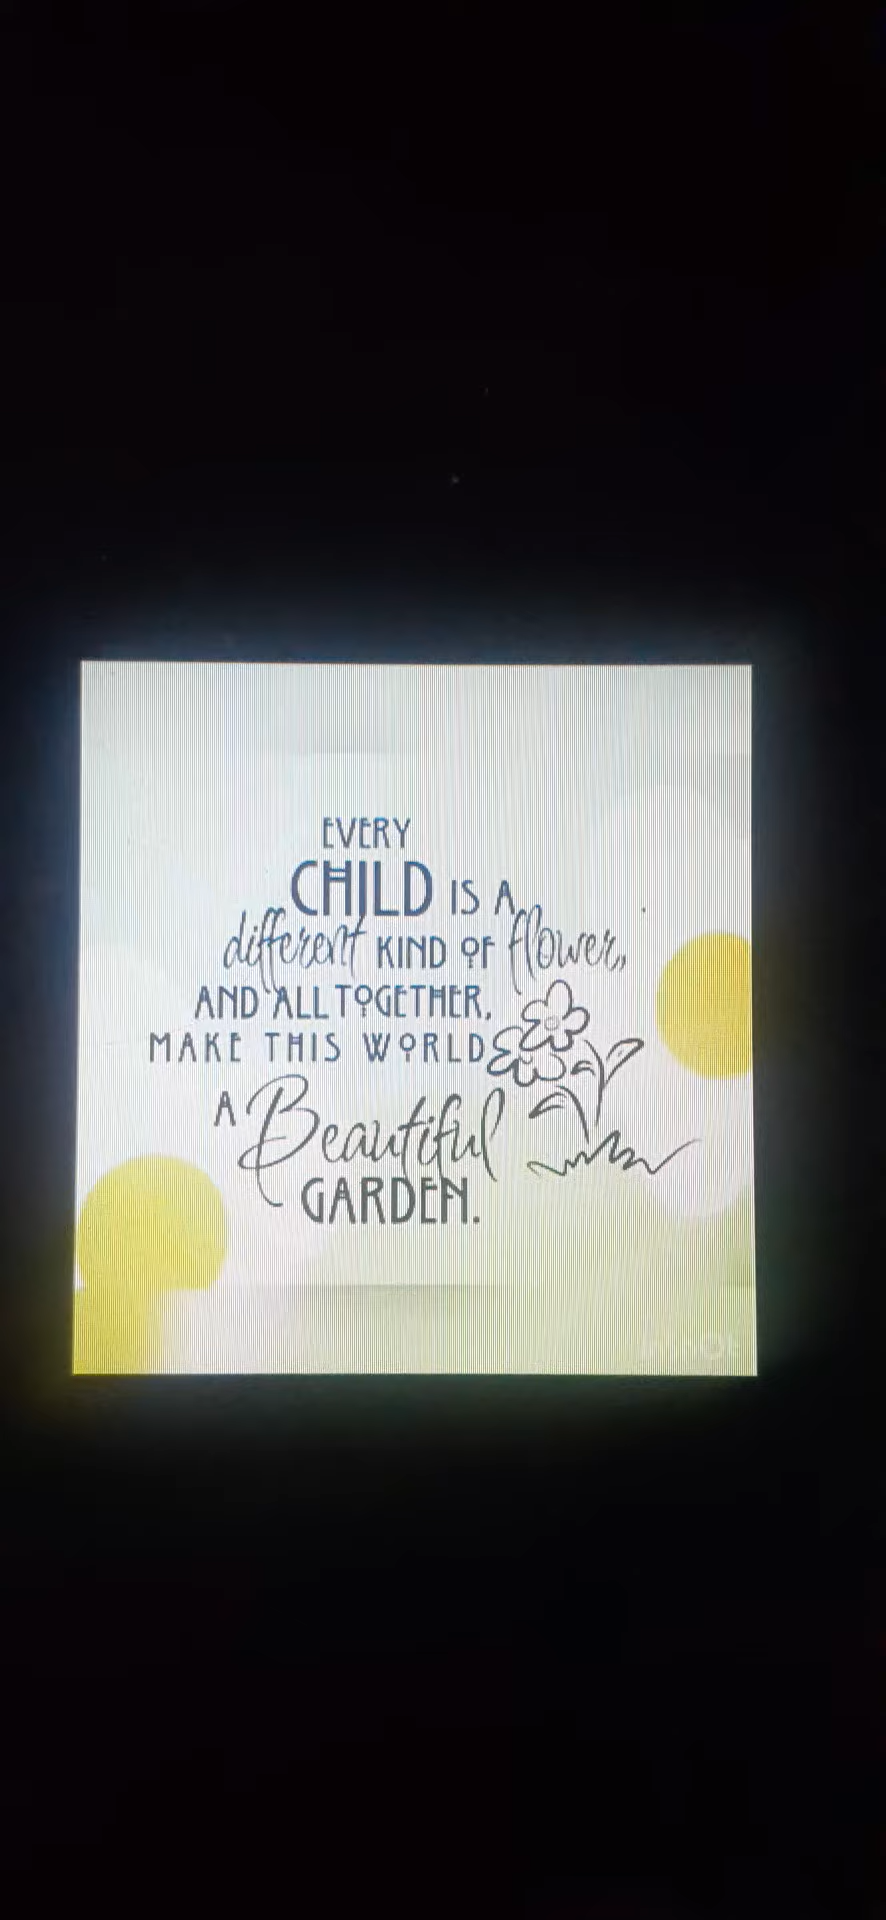 EVERY
CHILD IS A
different KIND OF flower,
AND ALL TOGETHER,
MAKE THIS WORLD
A Beautiful
GARDEN.